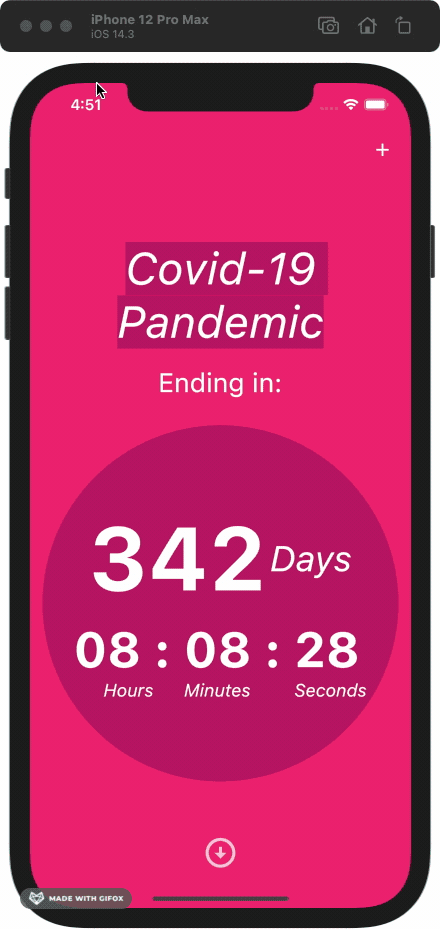 iPhone 12 Pro Max
iOS 14.3
4:51
+
Covid-19
Pandemic
Ending in:
342 Days
08 : 08 : 28
Hours Minutes Seconds
MADE WITH GIFOX